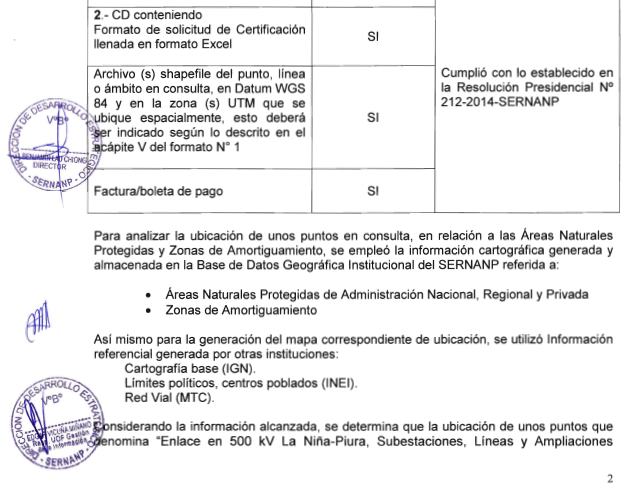 2.- CD conteniendo
Formato de solicitud de Certificación
llenada en formato Excel
SI
Archivo (s) shapefile del punto, línea
o ámbito en consulta, en Datum WGS
84 y en la zona (s) UTM que se
ubique espacialmente, esto deberá
ser indicado según lo descrito en el
acápite V del formato N° 1
SI
Cumplió con lo establecido en
la Resolución Presidencial Nº
212-2014-SERNANP
Factura/boleta de pago
SI
DIRECCION DE DESARROLLO ESTRATEGICO
VºBº
DIRECTOR
SERNANP
Para analizar la ubicación de unos puntos en consulta, en relación a las Áreas Naturales
Protegidas y Zonas de Amortiguamiento, se empleó la información cartográfica generada y
almacenada en la Base de Datos Geográfica Institucional del SERNANP referida a:
• Áreas Naturales Protegidas de Administración Nacional, Regional y Privada
• Zonas de Amortiguamiento
Así mismo para la generación del mapa correspondiente de ubicación, se utilizó Información
referencial generada por otras instituciones:
Cartografía base (IGN).
Límites políticos, centros poblados (INEI).
Red Vial (MTC).
DIRECCION DE DESARROLLO ESTRATEGICO
VºBº
SERNANP
Considerando la información alcanzada, se determina que la ubicación de unos puntos que
denomina "Enlace en 500 kV La Niña-Piura, Subestaciones, Líneas y Ampliaciones
2